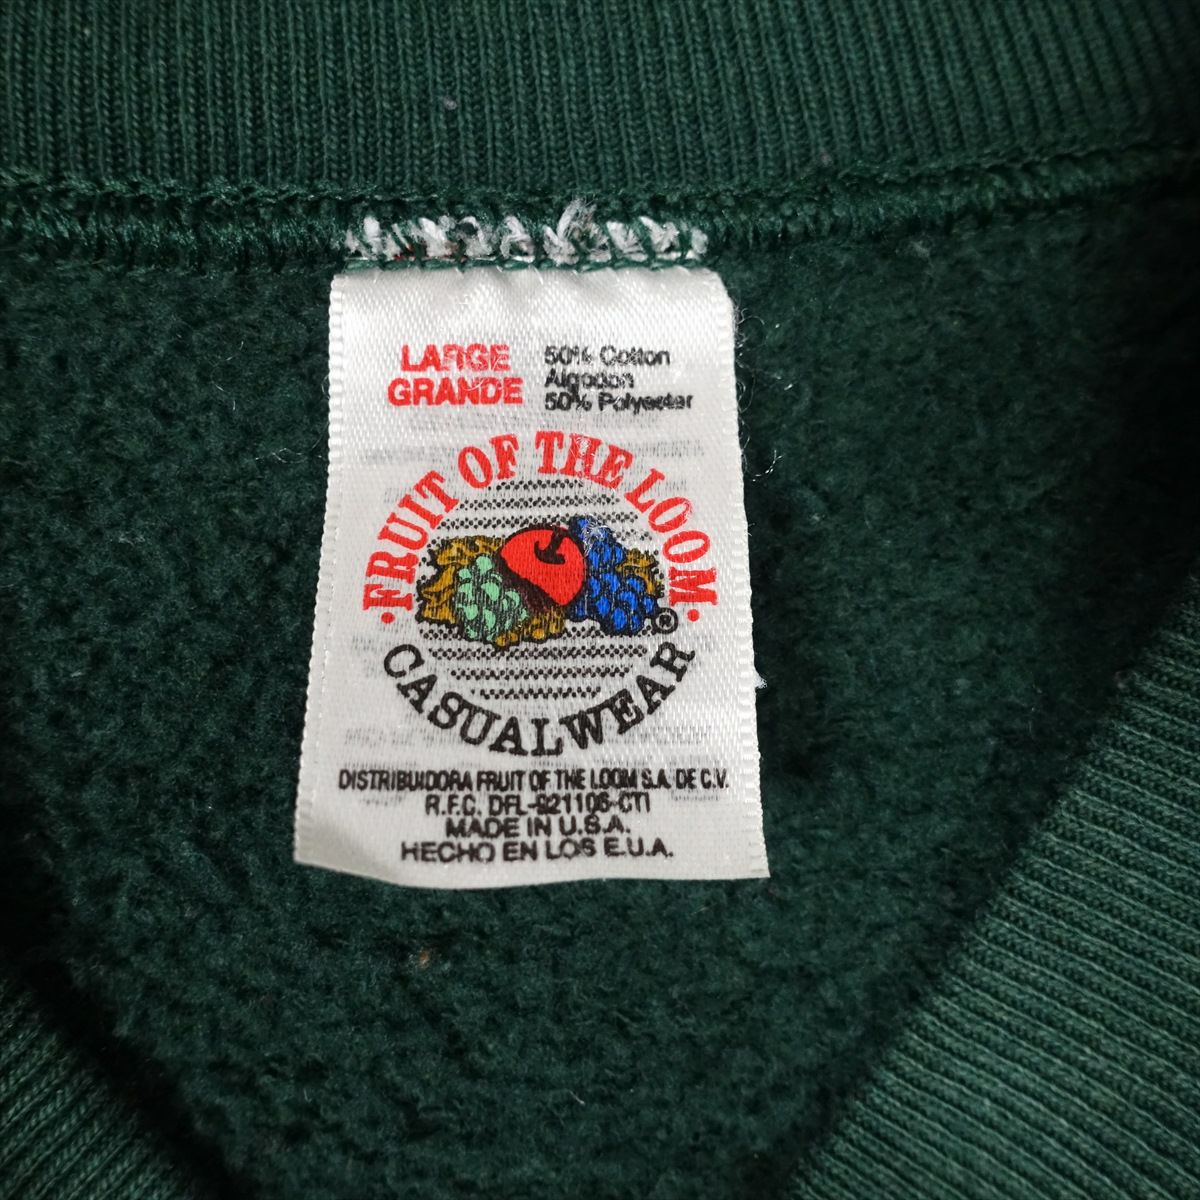 LARGE
GRANDE
50% Cotton
Algodon
50% Polyester
FRUIT OF THE LOOM
®
CASUALWEAR
DISTRIBUIDORA FRUIT OF THE LOOM S.A. DE C.V.
R.F.C. DFL-921106-CT1
MADE IN U.S.A.
HECHO EN LOS E.U.A.